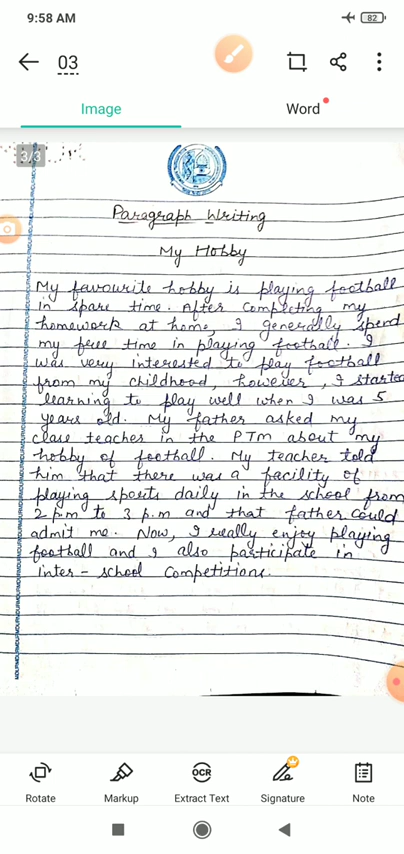 9:58 AM
82
03
Image
Word
3/3
Paragraph Writing
My Hobby
My favourite hobby is playing football
in spare time. After completing my
homework at home, I generally spend
my free time in playing football. I
was very interested to play football
from my childhood, however, I started
learning to play well when I was 5
years old. My father asked my
class teacher in the PTM about my
hobby of football. My teacher told
him that there was a facility of
playing sports daily in the school from
2 p.m to 3 p.m and that father could
admit me. Now, I really enjoy playing
football and I also participate in
inter-school competitions.
Rotate
Markup
OCR
Extract Text
Signature
Note